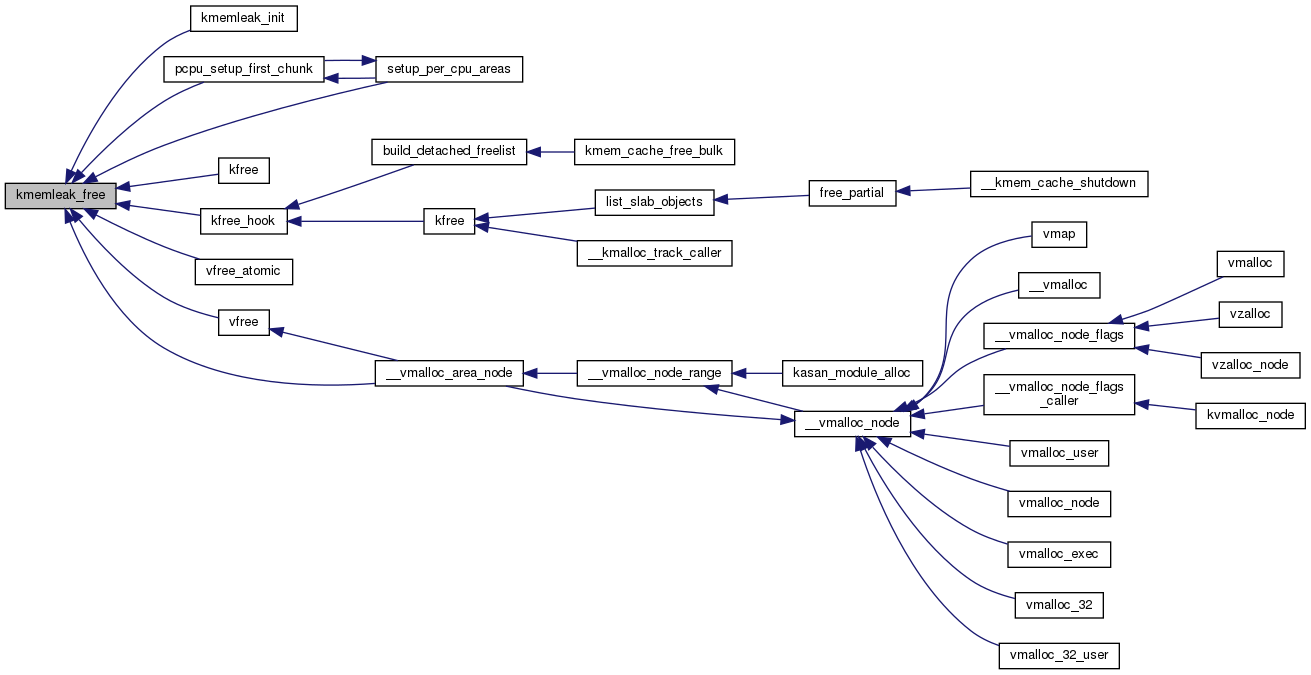 kmemleak_init
pcpu_setup_first_chunk
setup_per_cpu_areas
build_detached_freelist
kmem_cache_free_bulk
kfree
kmemleak_free
kfree_hook
kfree
list_slab_objects
free_partial
__kmem_cache_shutdown
__kmalloc_track_caller
vfree_atomic
vfree
__vmalloc_area_node
__vmalloc_node_range
kasan_module_alloc
__vmalloc_node
vmap
__vmalloc
__vmalloc_node_flags
vmalloc
vzalloc
vzalloc_node
__vmalloc_node_flags
_caller
kvmalloc_node
vmalloc_user
vmalloc_node
vmalloc_exec
vmalloc_32
vmalloc_32_user